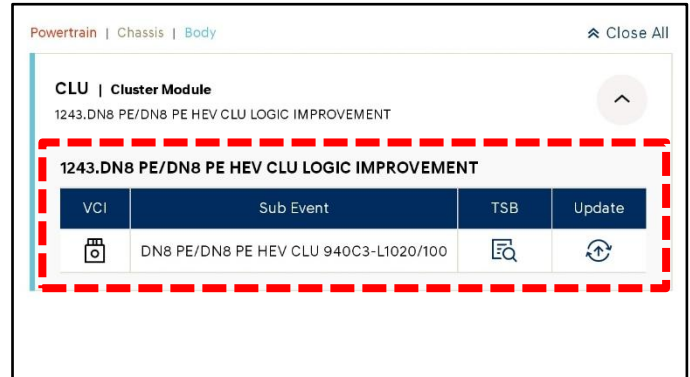 Powertrain | Chassis | Body Close All
CLU | Cluster Module
1243.DN8 PE/DN8 PE HEV CLU LOGIC IMPROVEMENT
1243.DN8 PE/DN8 PE HEV CLU LOGIC IMPROVEMENT
VCI Sub Event TSB Update
DN8 PE/DN8 PE HEV CLU 940C3-L1020/100